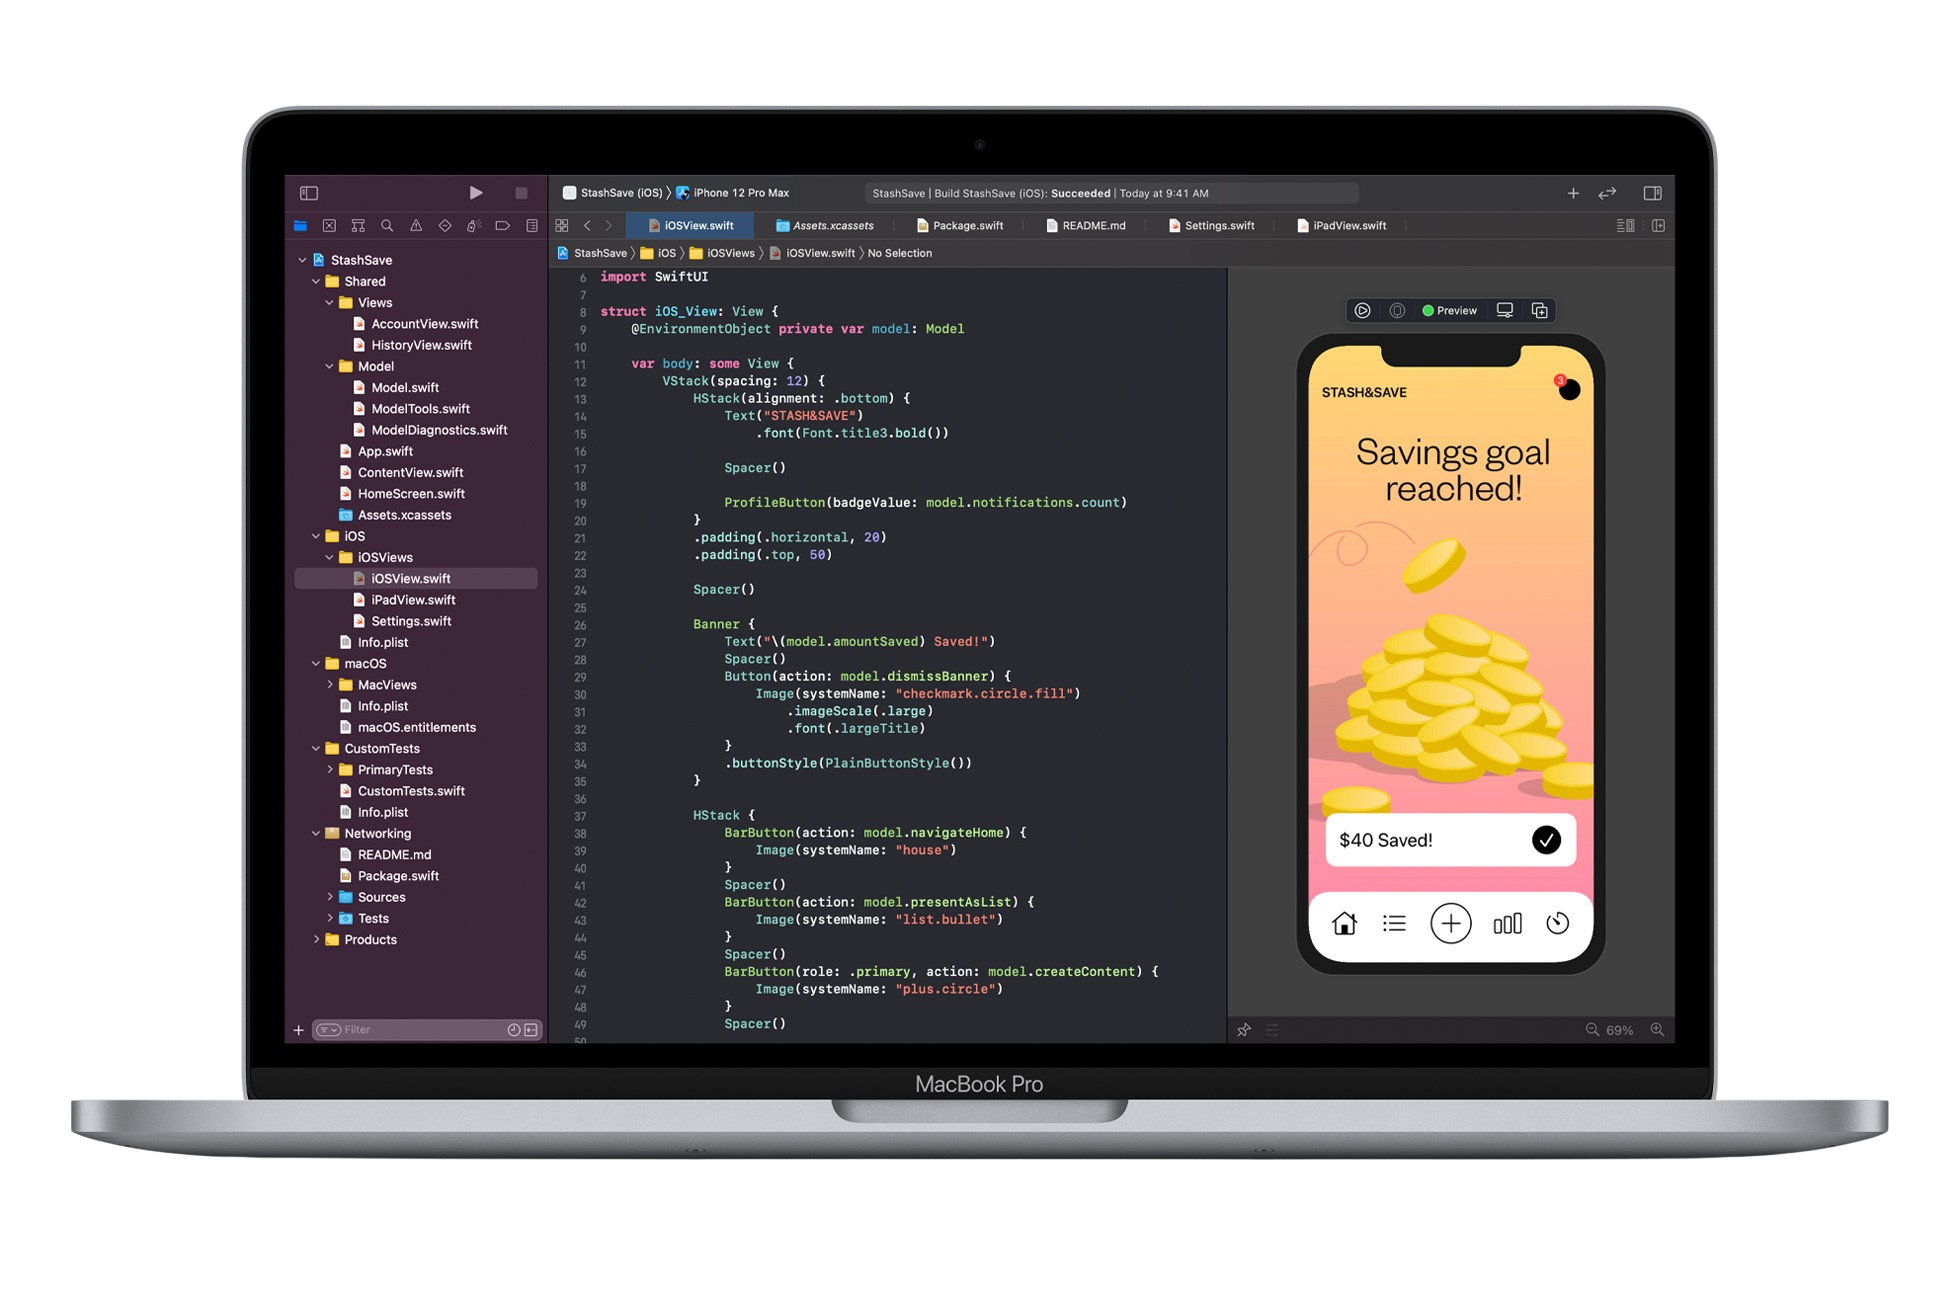 StashSave (iOS) iPhone 12 Pro Max
StashSave | Build StashSave (iOS): Succeeded | Today at 9:41 AM
iOSView.swift
Assets.xcassets
Package.swift
README.md
Settings.swift
iPadView.swift
StashSave iOS iOSViews iOSView.swift No Selection
StashSave
Shared
Views
AccountView.swift
HistoryView.swift
Model
Model.swift
ModelTools.swift
ModelDiagnostics.swift
App.swift
ContentView.swift
HomeScreen.swift
Assets.xcassets
iOS
iOSViews
iOSView.swift
iPadView.swift
Settings.swift
Info.plist
macOS
MacViews
Info.plist
macOS.entitlements
CustomTests
PrimaryTests
CustomTests.swift
Info.plist
Networking
README.md
Package.swift
Sources
Tests
Products
Filter
6 import SwiftUI
7
8 struct iOS_View: View {
9 @EnvironmentObject private var model: Model
10
11 var body: some View {
12 VStack(spacing: 12) {
13 HStack(alignment: .bottom) {
14 Text("STASH&SAVE")
15 .font(Font.title3.bold())
16
17 Spacer()
18
19 ProfileButton(badgeValue: model.notifications.count)
20 }
21 .padding(.horizontal, 20)
22 .padding(.top, 50)
23
24 Spacer()
25
26 Banner {
27 Text("\(model.amountSaved) Saved!")
28 Spacer()
29 Button(action: model.dismissBanner) {
30 Image(systemName: "checkmark.circle.fill")
31 .imageScale(.large)
32 .font(.largeTitle)
33 }
34 .buttonStyle(PlainButtonStyle())
35 }
36
37 HStack {
38 BarButton(action: model.navigateHome) {
39 Image(systemName: "house")
40 }
41 Spacer()
42 BarButton(action: model.presentAsList) {
43 Image(systemName: "list.bullet")
44 }
45 Spacer()
46 BarButton(role: .primary, action: model.createContent) {
47 Image(systemName: "plus.circle")
48 }
49 Spacer()
50
Preview
STASH&SAVE
3
Savings goal
reached!
$40 Saved!
69%
MacBook Pro